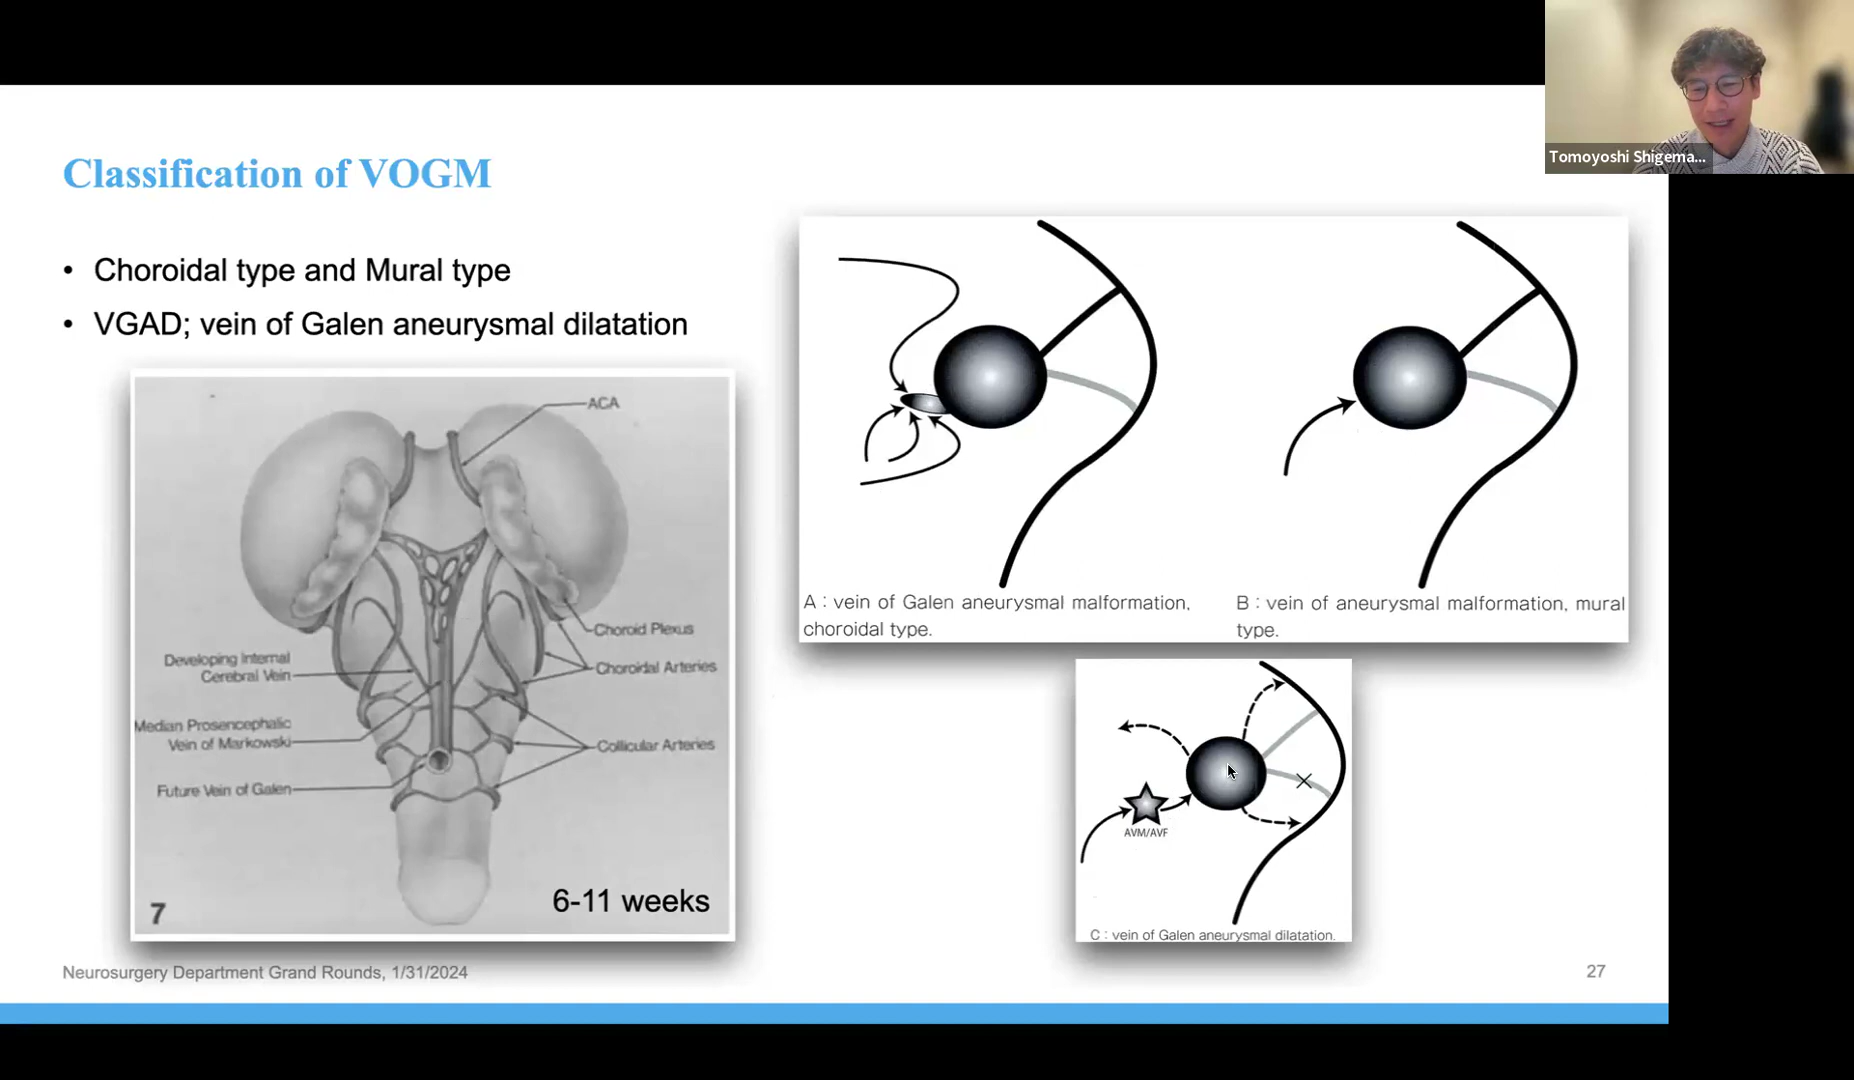 Tomoyoshi Shigema...
Classification of VOGM
• Choroidal type and Mural type
• VGAD; vein of Galen aneurysmal dilatation
ACA
Choroid Plexus
Developing Internal
Cerebral Vein
Choroidal Arteries
Median Prosencephalic
Vein of Markowski
Collicular Arteries
Future Vein of Galen
7
6-11 weeks
A : vein of Galen aneurysmal malformation,
choroidal type.
B : vein of aneurysmal malformation, mural
type.
AVM/AVF
C : vein of Galen aneurysmal dilatation.
Neurosurgery Department Grand Rounds, 1/31/2024
27